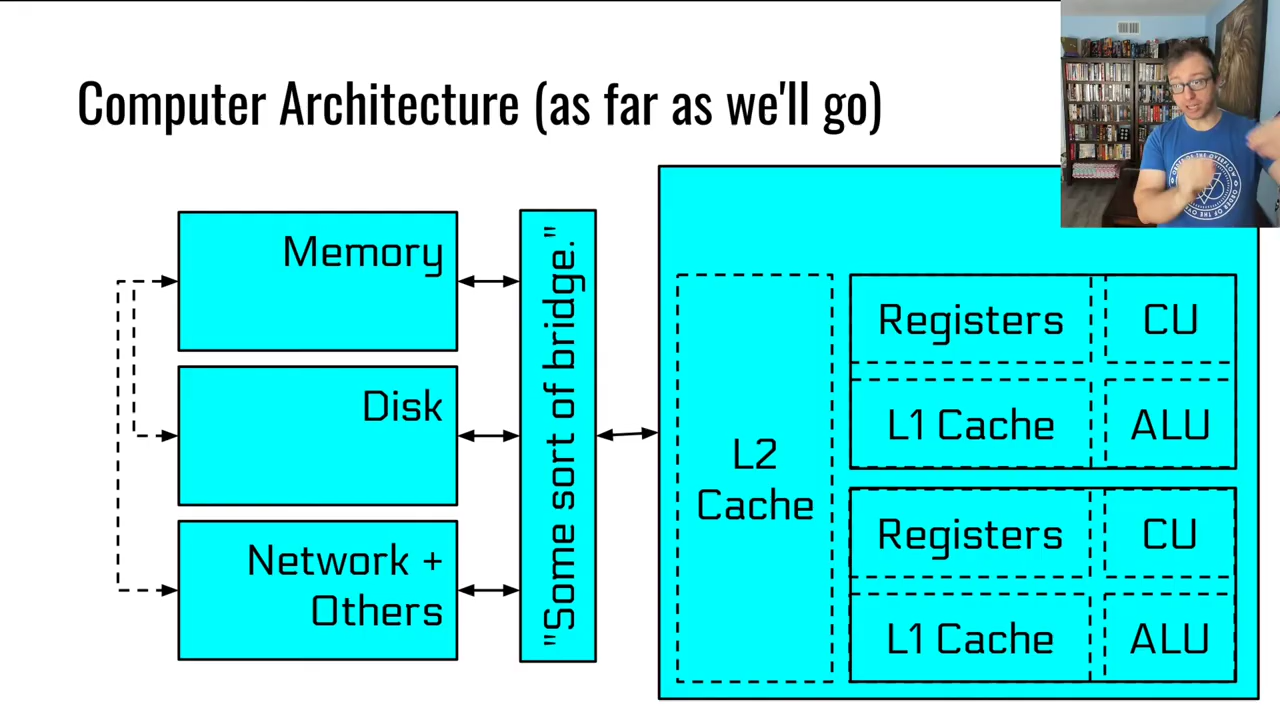 Computer Architecture (as far as we'll go)
Memory
Disk
Network +
Others
"Some sort of bridge."
L2
Cache
Registers
CU
L1 Cache
ALU
Registers
CU
L1 Cache
ALU